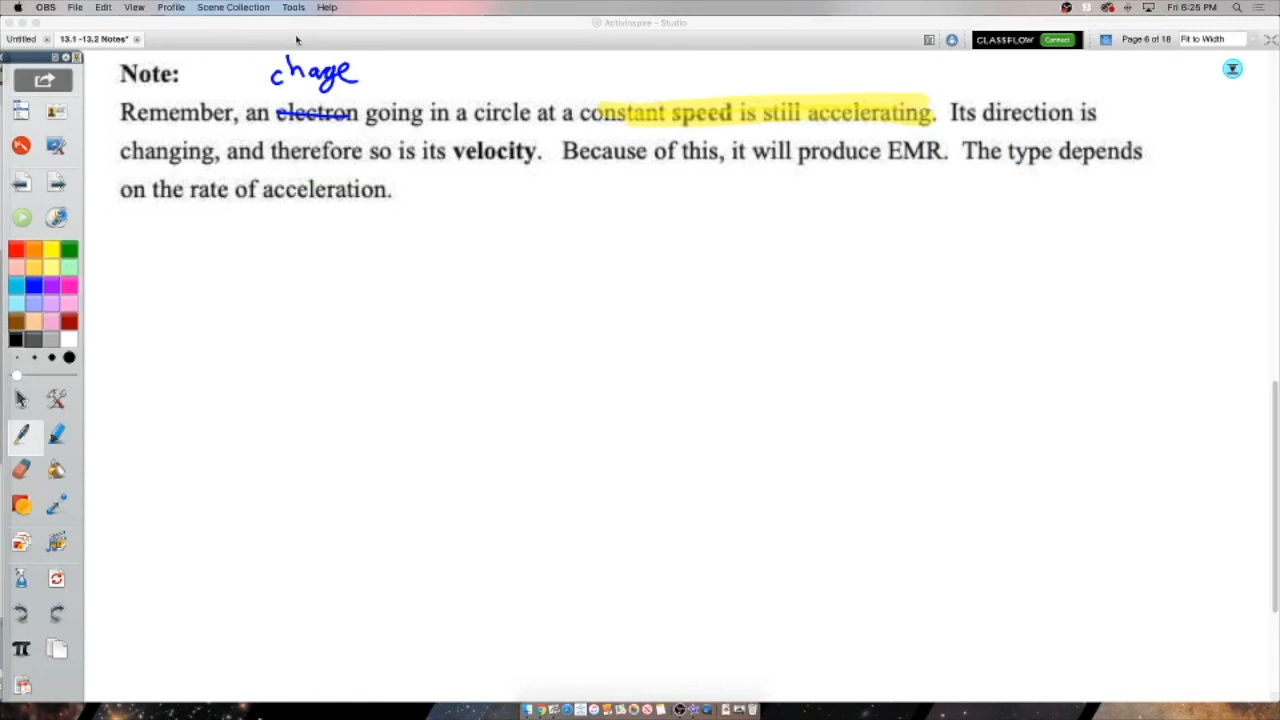 OBS File Edit View Profile Scene Collection Tools Help Fri 6:25 PM
ActivInspire - Studio
Untitled 13.1 -13.2 Notes* CLASSFLOW Connect Page 6 of 18 Fit to Width
Note:
chage
Remember, an electron going in a circle at a constant speed is still accelerating. Its direction is
changing, and therefore so is its velocity. Because of this, it will produce EMR. The type depends
on the rate of acceleration.